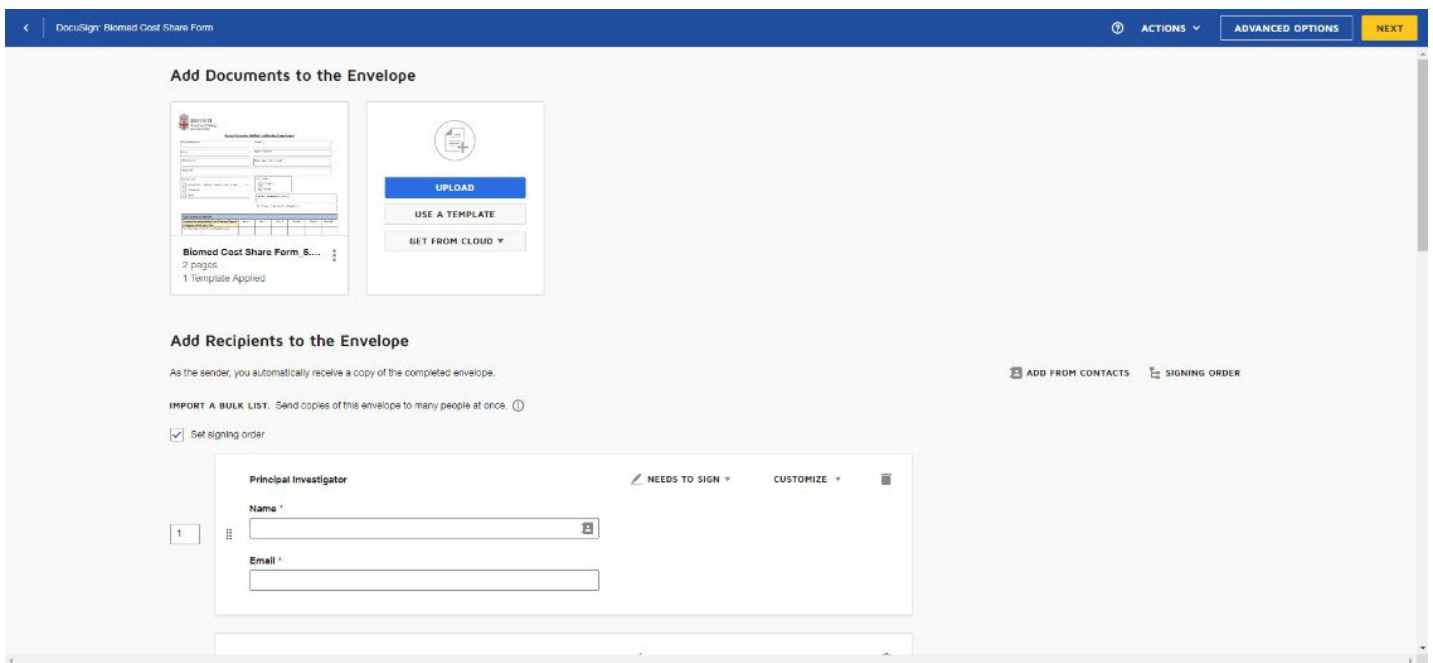 DocuSign: Biomed Cost Share Form
ACTIONS
ADVANCED OPTIONS
NEXT
Add Documents to the Envelope
BROWN
UPLOAD
USE A TEMPLATE
GET FROM CLOUD
Biomed Cost Share Form_5....
2 pages
1 Template Applied
Add Recipients to the Envelope
As the sender, you automatically receive a copy of the completed envelope.
ADD FROM CONTACTS
SIGNING ORDER
IMPORT A BULK LIST. Send copies of this envelope to many people at once.
Set signing order
Principal Investigator
NEEDS TO SIGN
CUSTOMIZE
Name *
1
Email *